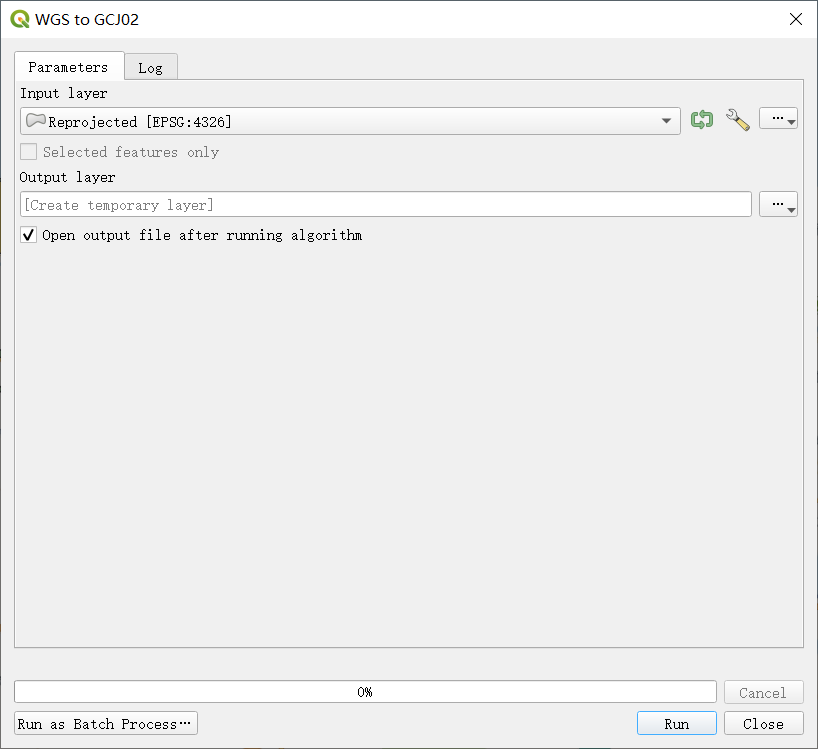 WGS to GCJ02
Parameters
Log
Input layer
Reprojected [EPSG:4326]
…
Selected features only
Output layer
[Create temporary layer]
…
Open output file after running algorithm
0%
Cancel
Run as Batch Process…
Run
Close